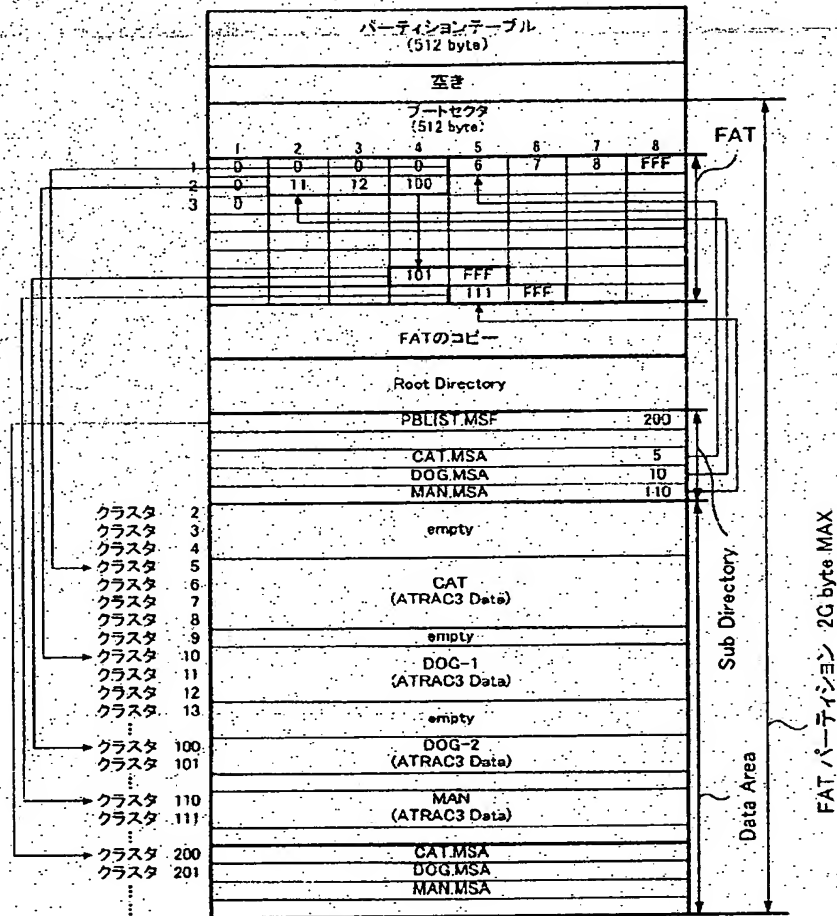 パーティションテーブル
(512 byte)
空き
ブートセクタ
(512 byte)
FAT
1 2 3 4 5 6 7 8
1 0 0 0 0 6 7 8 FFF
2 0 11 12 100
3 0
101 FFF
111 FFF
FATのコピー
Root Directory
PBLIST.MSF 200
CAT.MSA 5
DOG.MSA 10
MAN.MSA 110
クラスタ 2
クラスタ 3
empty
クラスタ 4
クラスタ 5
クラスタ 6
CAT
クラスタ 7
(ATRAC3 Data)
クラスタ 8
クラスタ 9
empty
クラスタ 10
DOG-1
クラスタ 11
(ATRAC3 Data)
クラスタ 12
クラスタ 13
empty
クラスタ 100
DOG-2
クラスタ 101
(ATRAC3 Data)
クラスタ 110
MAN
クラスタ 111
(ATRAC3 Data)
クラスタ 200
CAT.MSA
クラスタ 201
DOG.MSA
MAN.MSA
Sub Directory
Data Area
FAT パーティション 2G byte MAX